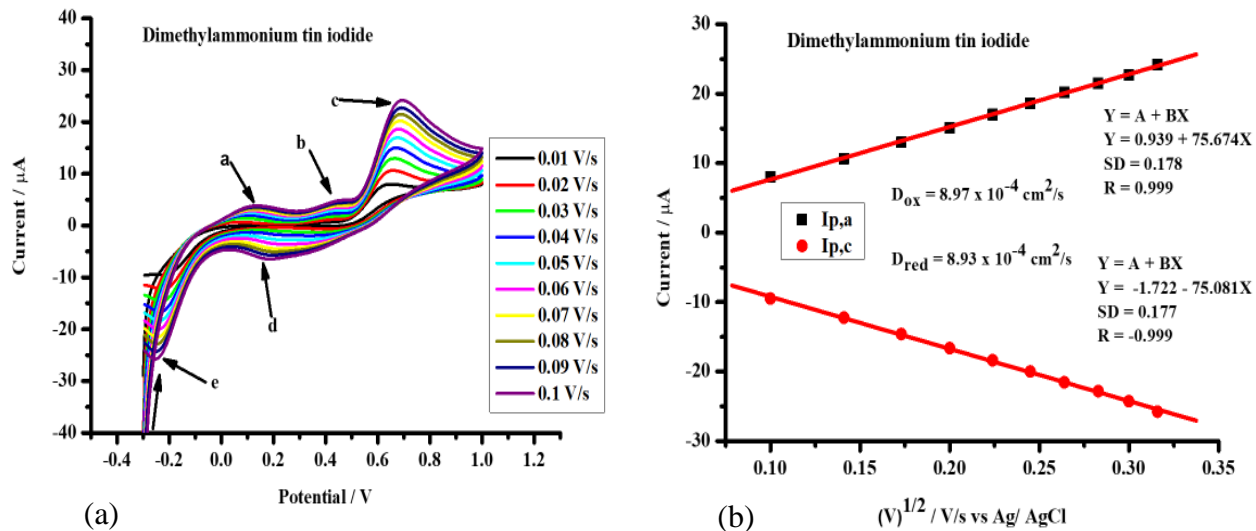 Dimethylammonium tin iodide
40
30
20
10
0
-10
-20
-30
-40
Current / μA
a
b
c
d
e
0.01 V/s
0.02 V/s
0.03 V/s
0.04 V/s
0.05 V/s
0.06 V/s
0.07 V/s
0.08 V/s
0.09 V/s
0.1 V/s
-0.4 -0.2 0.0 0.2 0.4 0.6 0.8 1.0 1.2
Potential / V
(a)
Dimethylammonium tin iodide
30
20
10
0
-10
-20
-30
Current / μA
Y = A + BX
Y = 0.939 + 75.674X
SD = 0.178
R = 0.999
Dox = 8.97 x 10⁻⁴ cm²/s
Ip,a
Ip,c
Dred = 8.93 x 10⁻⁴ cm²/s
Y = A + BX
Y = -1.722 - 75.081X
SD = 0.177
R = -0.999
0.10 0.15 0.20 0.25 0.30 0.35
(V)1/2 / V/s vs Ag/ AgCl
(b)